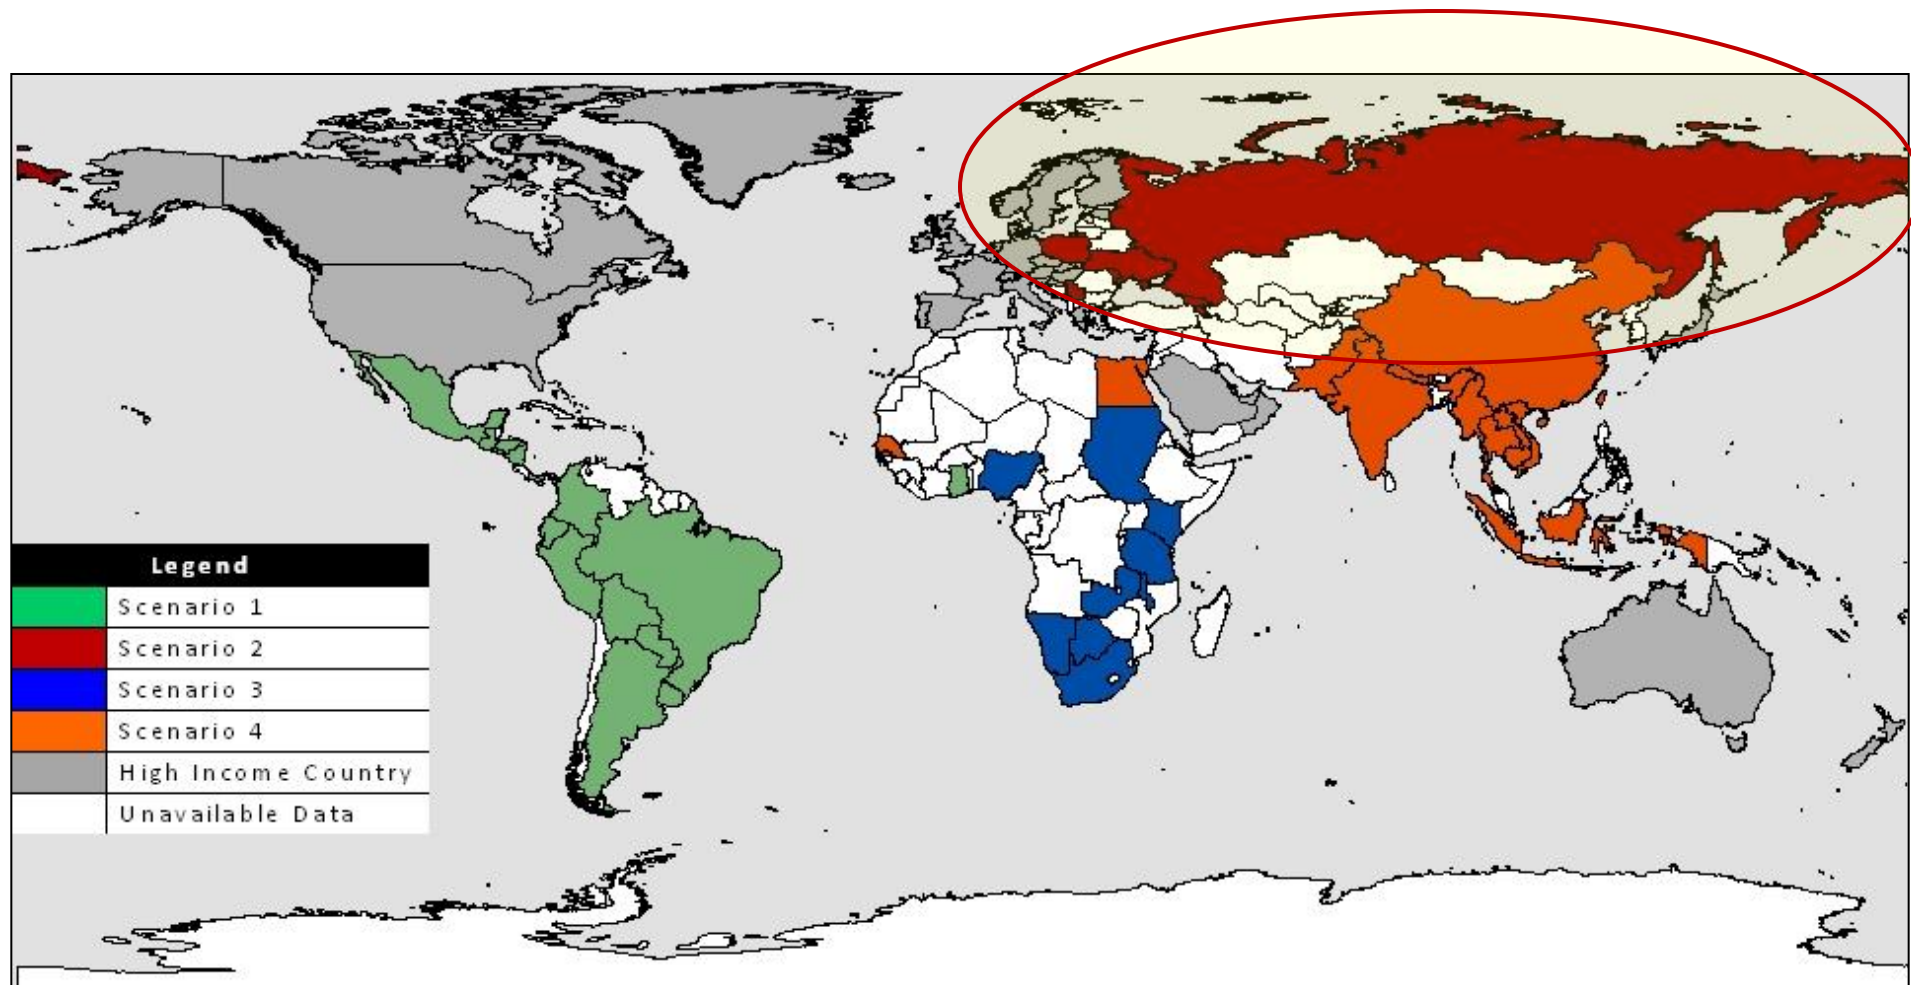 Legend
Scenario 1
Scenario 2
Scenario 3
Scenario 4
High Income Country
Unavailable Data